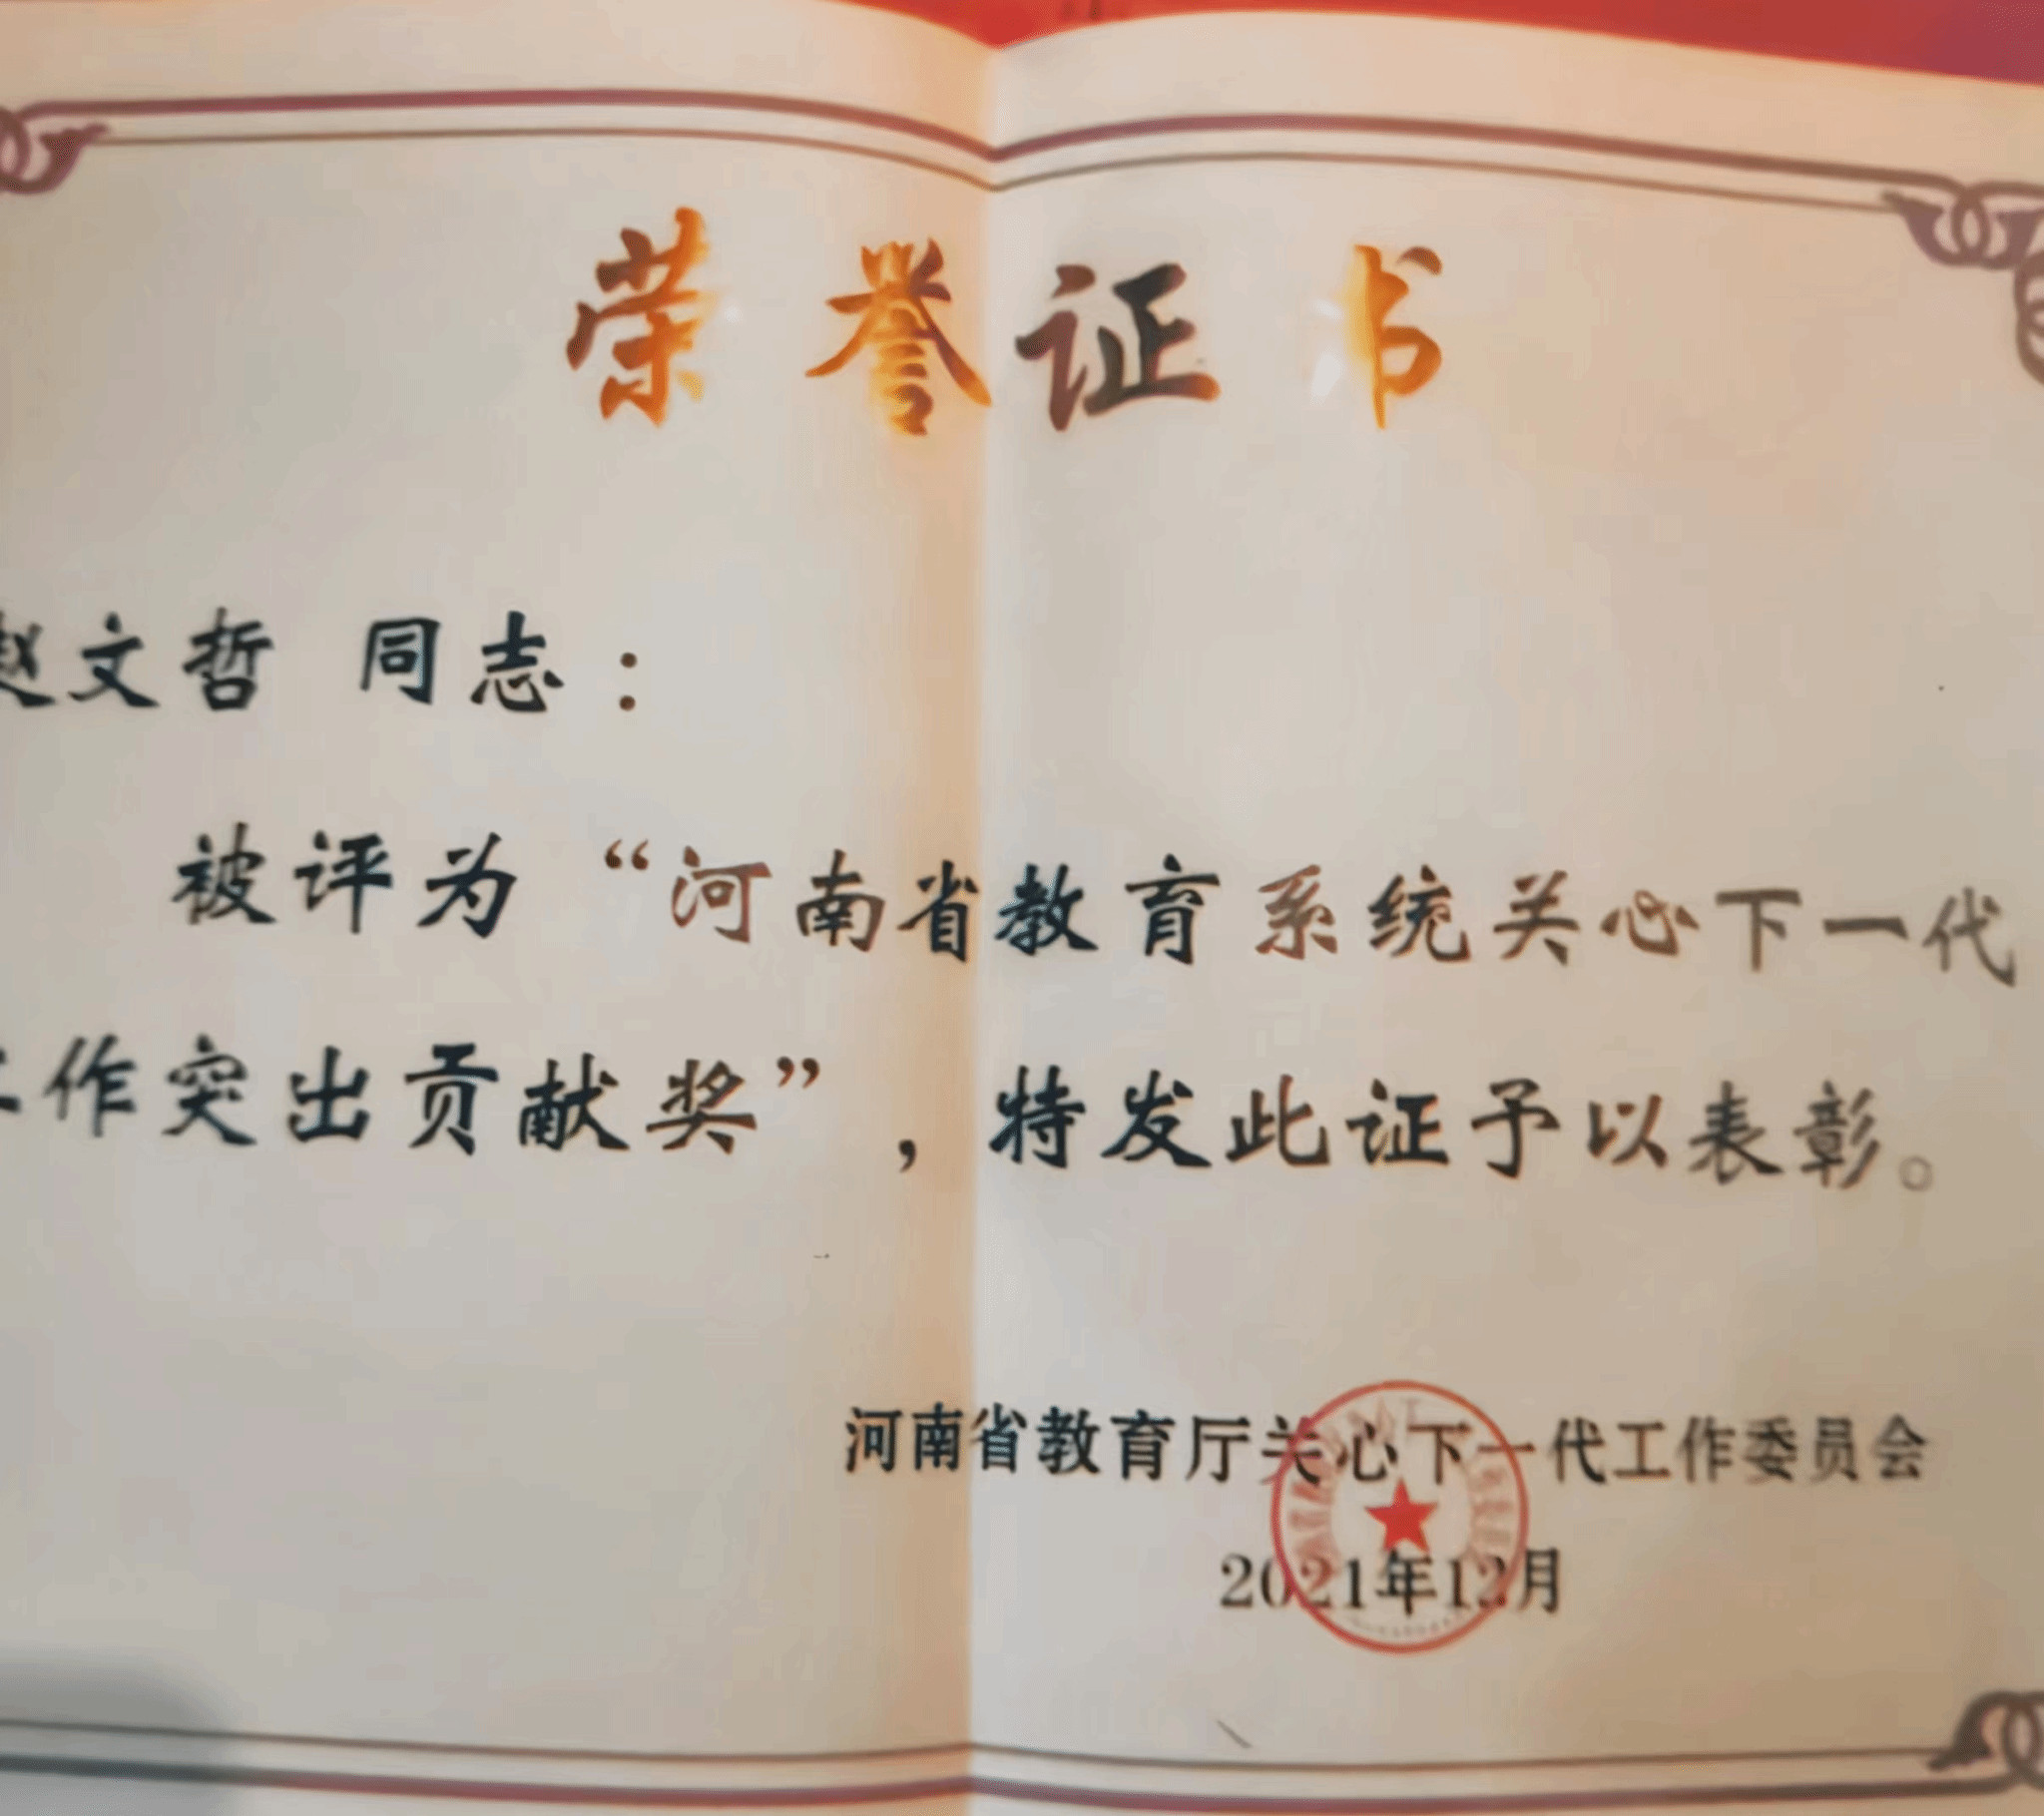 荣誉证书
赵文哲 同志：
被评为“河南省教育系统关心下一代
工作突出贡献奖”，特发此证予以表彰。
河南省教育厅关心下一代工作委员会
2021年12月